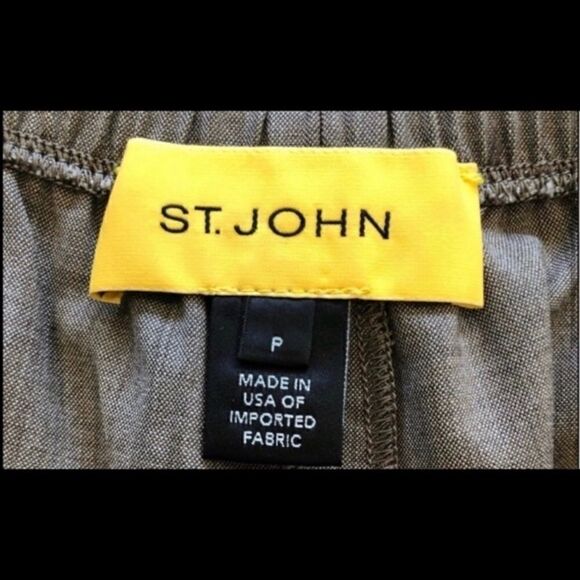 ST. JOHN
P
MADE IN
USA OF
IMPORTED
FABRIC